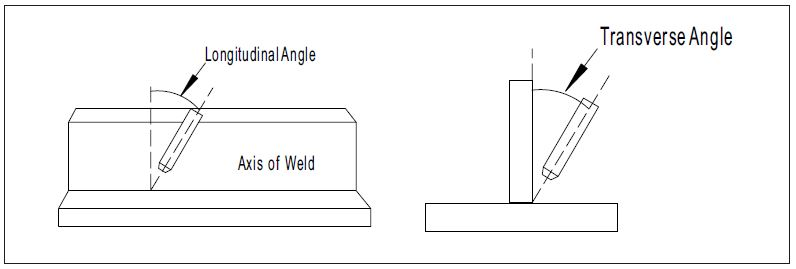 Longitudinal Angle
Transverse Angle
Axis of Weld